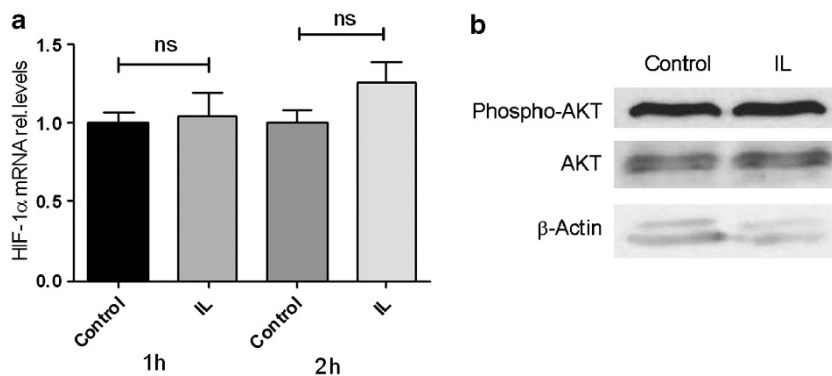 a
ns
ns
HIF-1α mRNA rel.levels
1.5
1.0
0.5
0.0
Control
IL
Control
IL
1h
2h
b
Control IL
Phospho-AKT
AKT
β-Actin